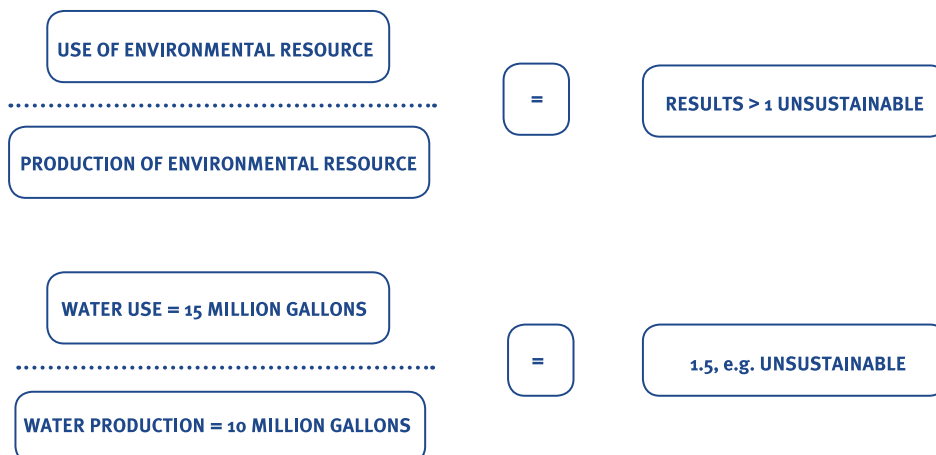 USE OF ENVIRONMENTAL RESOURCE
=
RESULTS > 1 UNSUSTAINABLE
PRODUCTION OF ENVIRONMENTAL RESOURCE
WATER USE = 15 MILLION GALLONS
=
1.5, e.g. UNSUSTAINABLE
WATER PRODUCTION = 10 MILLION GALLONS